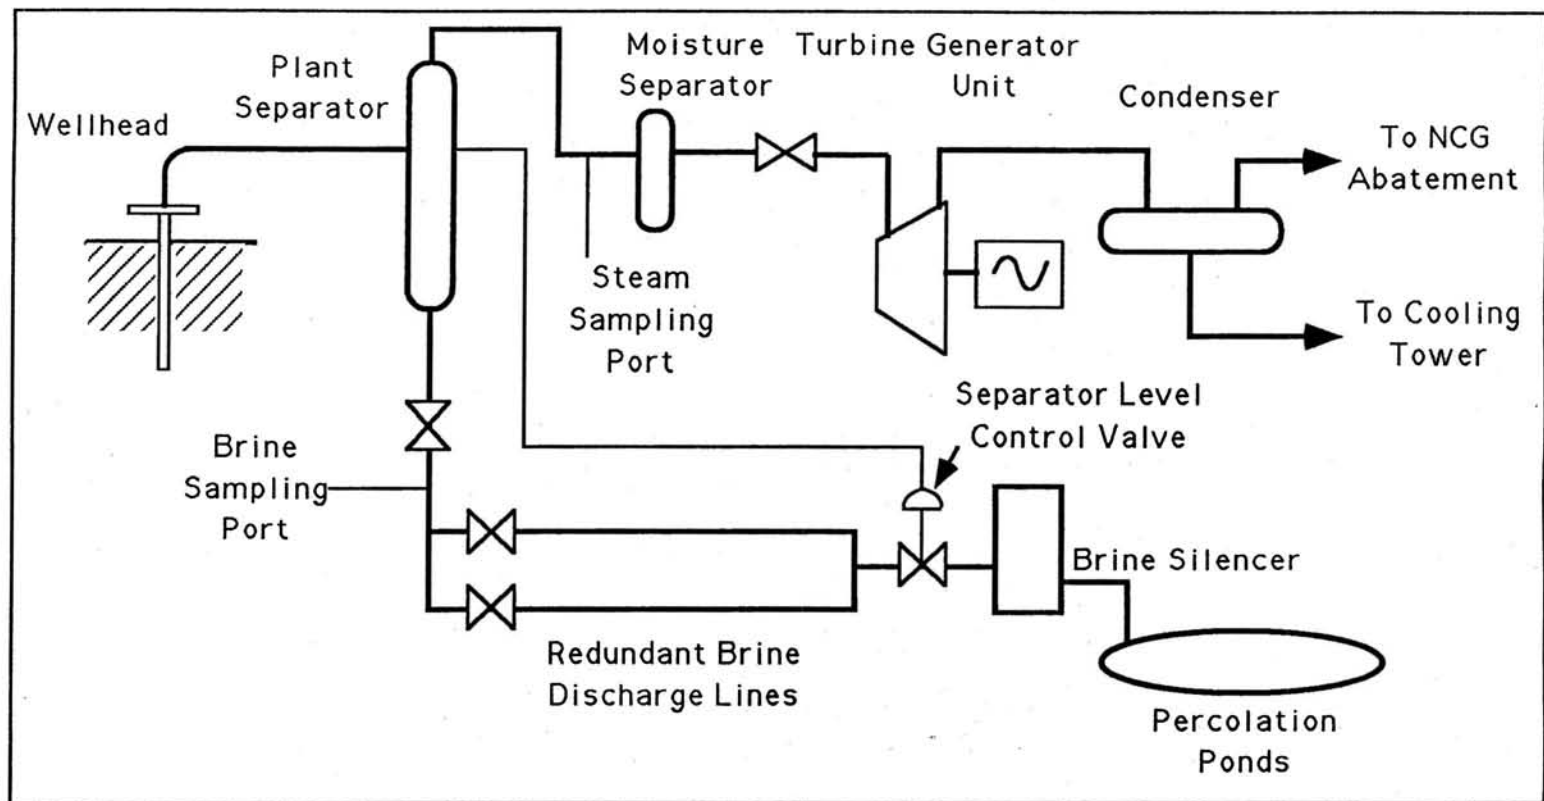 Wellhead
Plant
Separator
Moisture
Separator
Turbine Generator
Unit
Condenser
To NCG
Abatement
Steam
Sampling
Port
To Cooling
Tower
Separator Level
Control Valve
Brine
Sampling
Port
Brine Silencer
Redundant Brine
Discharge Lines
Percolation
Ponds